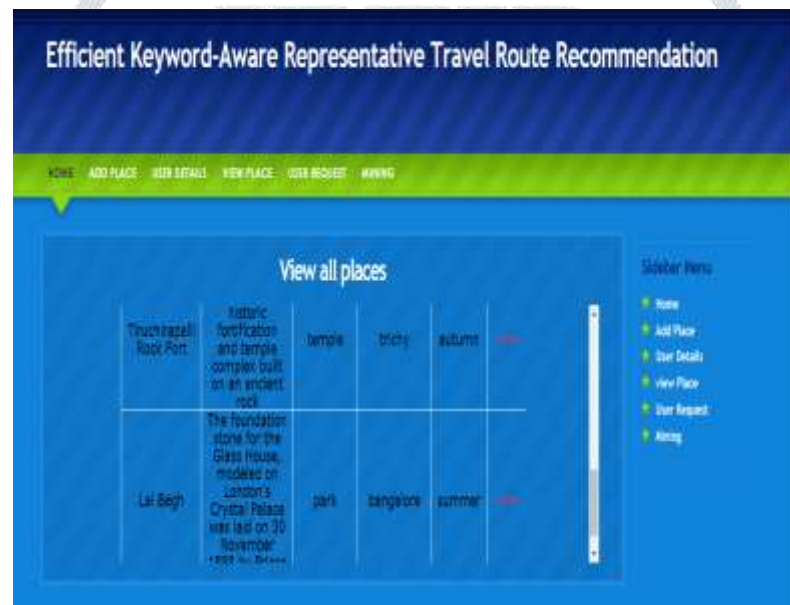 Efficient Keyword-Aware Representative Travel Route Recommendation
HOME ADD PLACE USER DETAILS VIEW PLACE USER REQUEST MINING
View all places
Sidebar Menu
Home
Add Place
User Details
view Place
User Request
Mining
Tiruchirapalli
Rock Fort
historic
fortification
and temple
complex built
on an ancient
rock
temple
trichy
autumn
Lal Bagh
The foundation
stone for the
Glass House,
modeled on
London's
Crystal Palace
was laid on 30
November
park
bangalore
summer